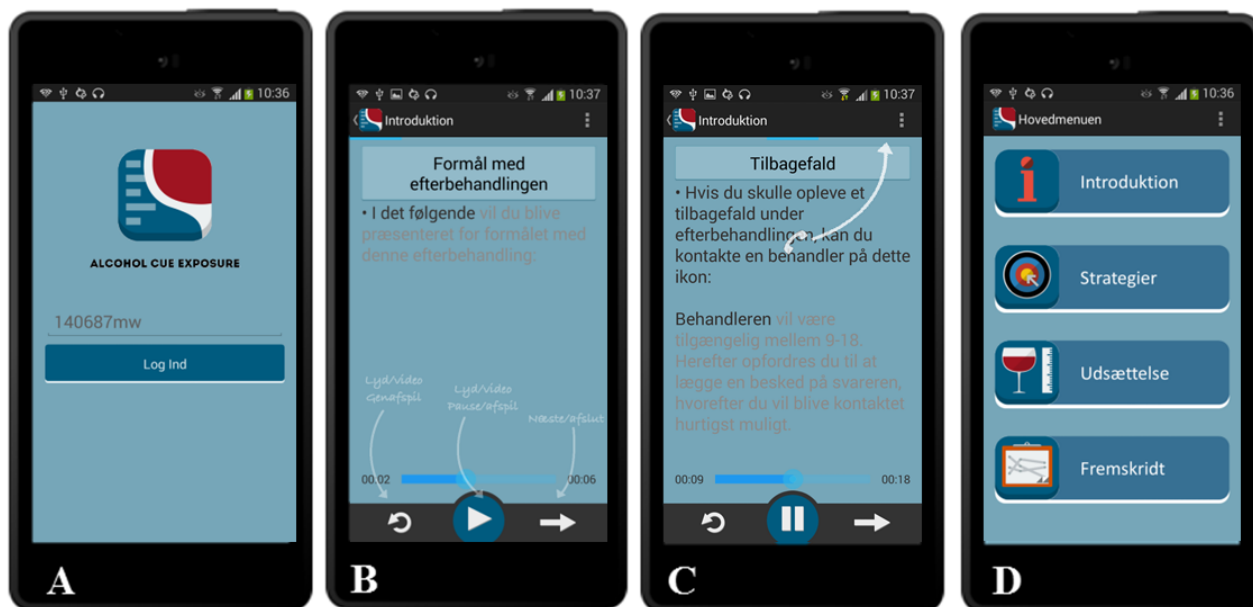 10:36
ALCOHOL CUE EXPOSURE
140687mw
Log Ind
A
10:37
Introduktion
Formål med
efterbehandlingen
• I det følgende vil du blive
præsenteret for formålet med
denne efterbehandling:
Lyd/video
Genafspil
Lyd/video
Pause/afspil
Næste/afslut
00:02
00:06
B
10:37
Introduktion
Tilbagefald
• Hvis du skulle opleve et
tilbagefald under
efterbehandlingen, kan du
kontakte en behandler på dette
ikon:
Behandleren vil være
tilgængelig mellem 9-18.
Herefter opfordres du til at
lægge en besked på svareren,
hvorefter du vil blive kontaktet
hurtigst muligt.
00:09
00:18
C
10:36
Hovedmenuen
Introduktion
Strategier
Udsættelse
Fremskridt
D